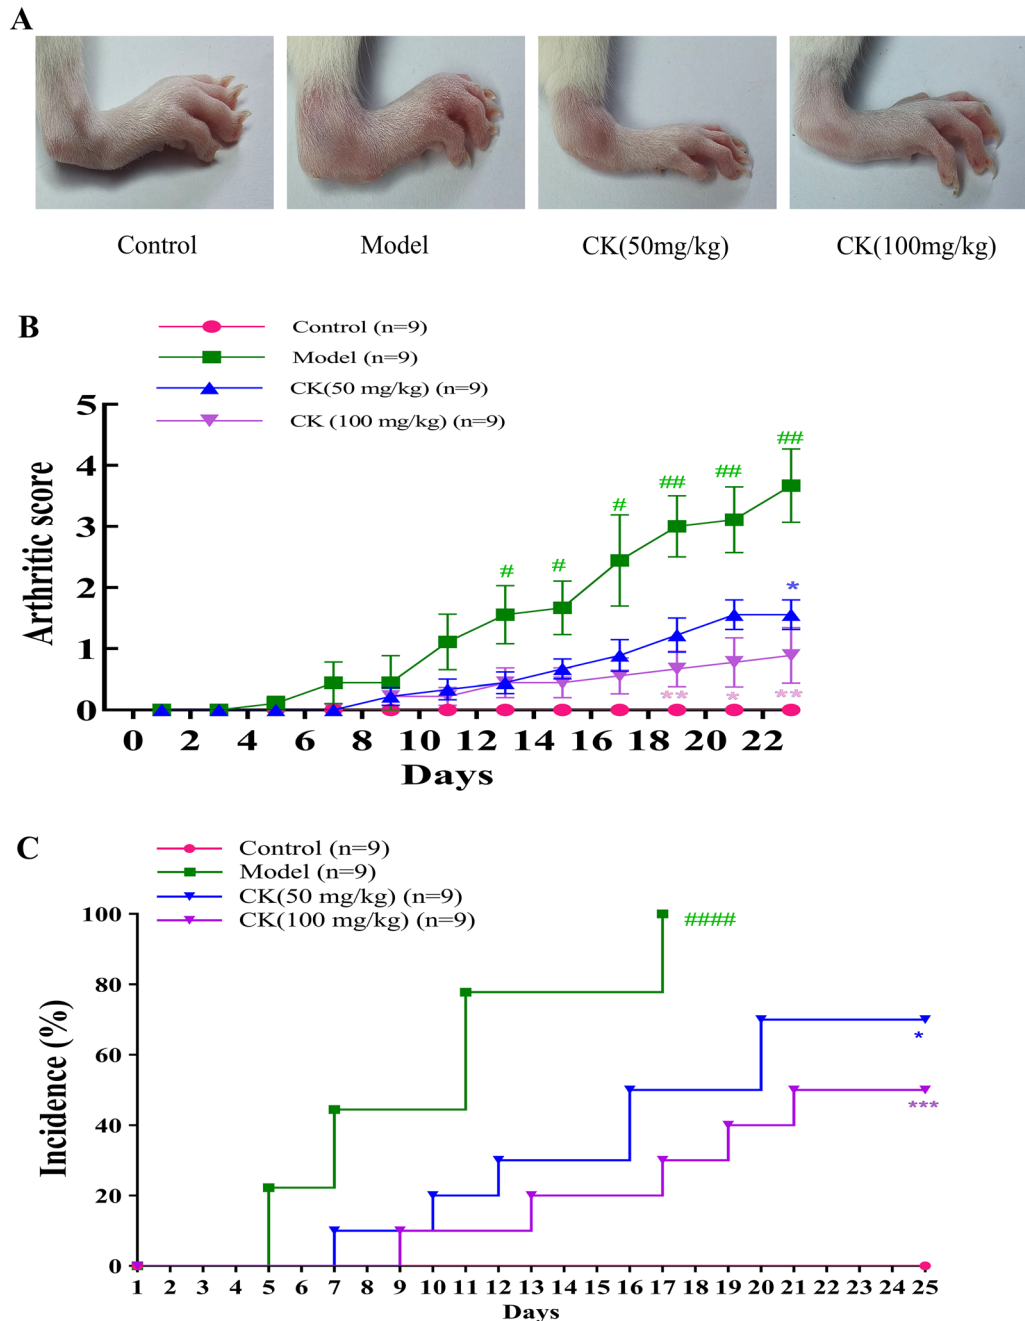 A
Control
Model
CK(50mg/kg)
CK(100mg/kg)
B
Control (n=9)
Model (n=9)
CK(50 mg/kg) (n=9)
CK (100 mg/kg) (n=9)
Arthritic score
5
4
3
2
1
0
##
##
##
#
#
#
*
**
*
**
0 2 4 6 8 10 12 14 16 18 20 22
Days
C
Control (n=9)
Model (n=9)
CK(50 mg/kg) (n=9)
CK(100 mg/kg) (n=9)
Incidence (%)
100
80
60
40
20
0
####
*
***
1 2 3 4 5 6 7 8 9 10 11 12 13 14 15 16 17 18 19 20 21 22 23 24 25
Days